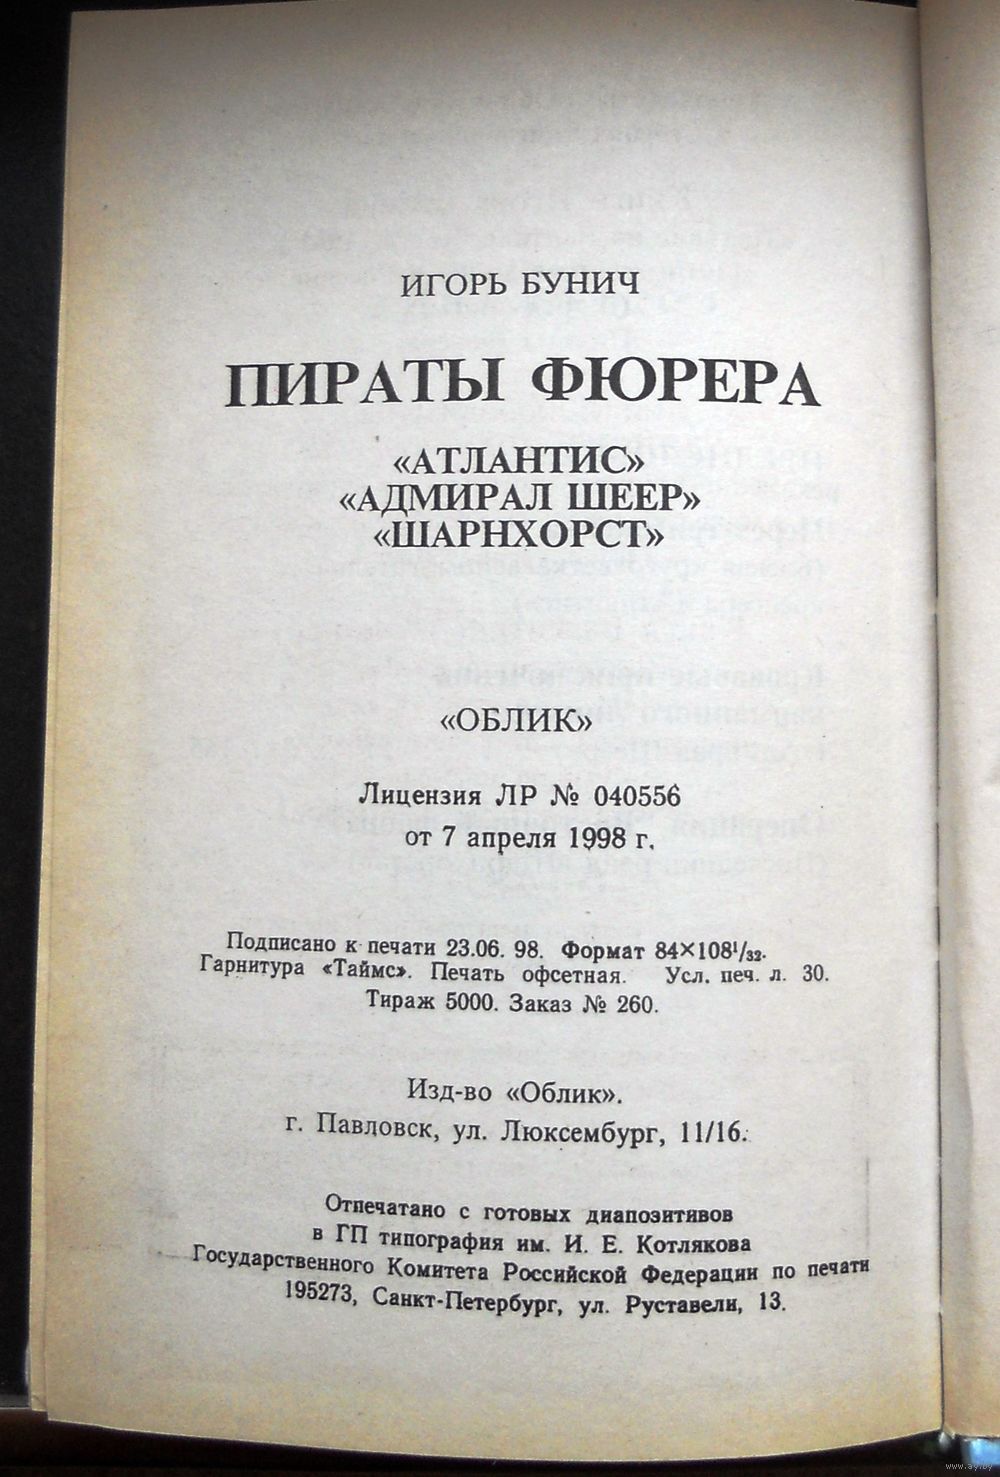 ИГОРЬ БУНИЧ
ПИРАТЫ ФЮРЕРА
«АТЛАНТИС»
«АДМИРАЛ ШЕЕР»
«ШАРНХОРСТ»
«ОБЛИК»
Лицензия ЛР № 040556
от 7 апреля 1998 г.
Подписано к печати 23.06. 98. Формат 84×108¹/₃₂.
Гарнитура «Таймс». Печать офсетная. Усл. печ. л. 30.
Тираж 5000. Заказ № 260.
Изд-во «Облик».
г. Павловск, ул. Люксембург, 11/16.
Отпечатано с готовых диапозитивов
в ГП типография им. И. Е. Котлякова
Государственного Комитета Российской Федерации по печати
195273, Санкт-Петербург, ул. Руставели, 13.
www.ay.by